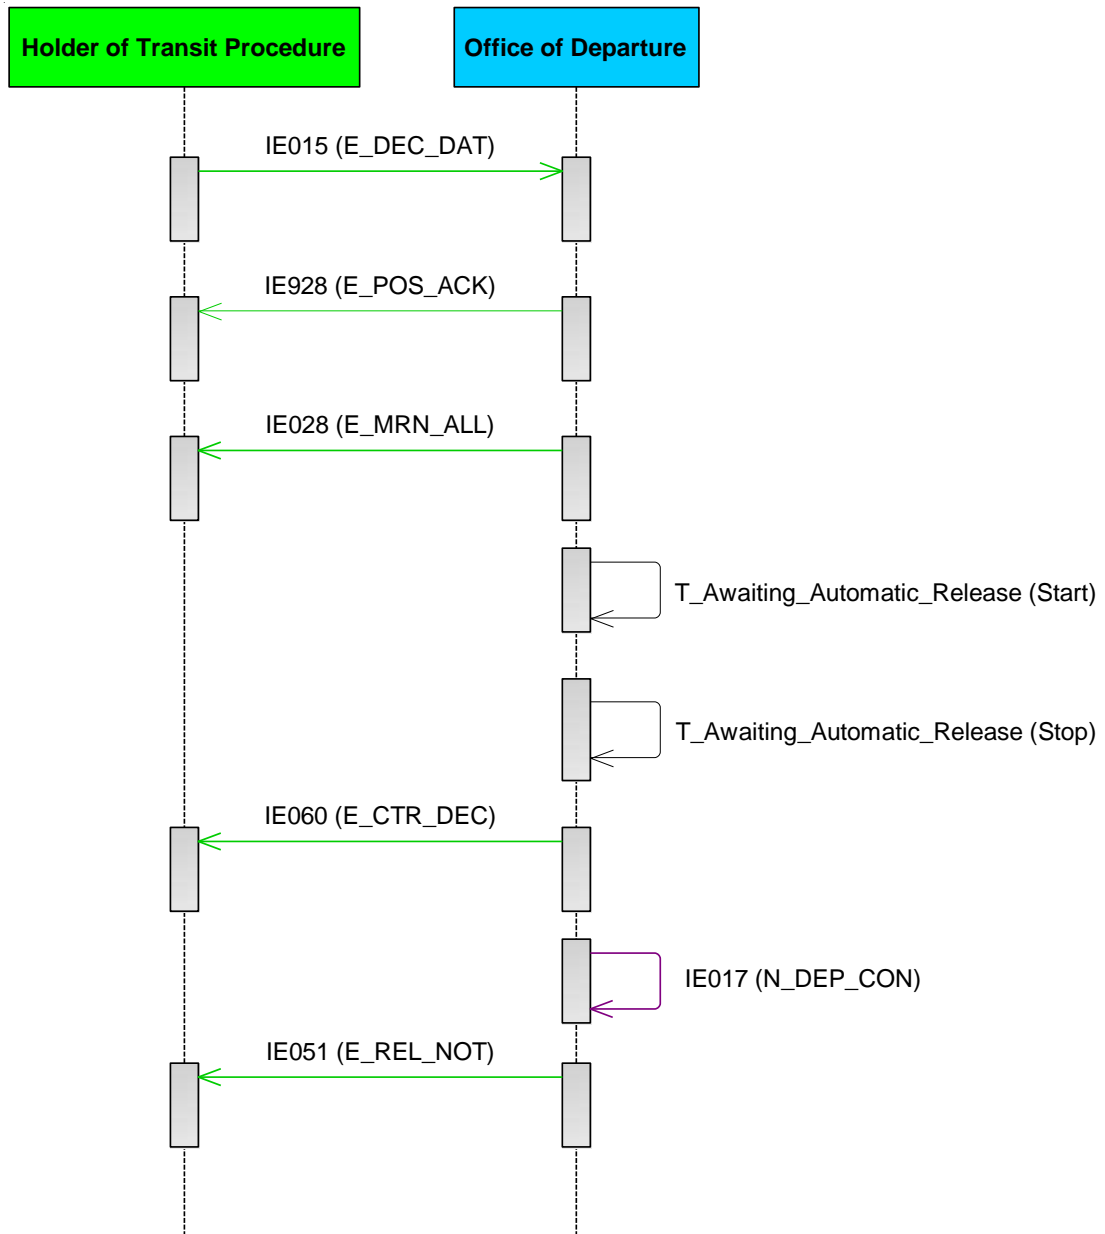 Holder of Transit Procedure
Office of Departure
IE015 (E_DEC_DAT)
IE928 (E_POS_ACK)
IE028 (E_MRN_ALL)
T_Awaiting_Automatic_Release (Start)
T_Awaiting_Automatic_Release (Stop)
IE060 (E_CTR_DEC)
IE017 (N_DEP_CON)
IE051 (E_REL_NOT)